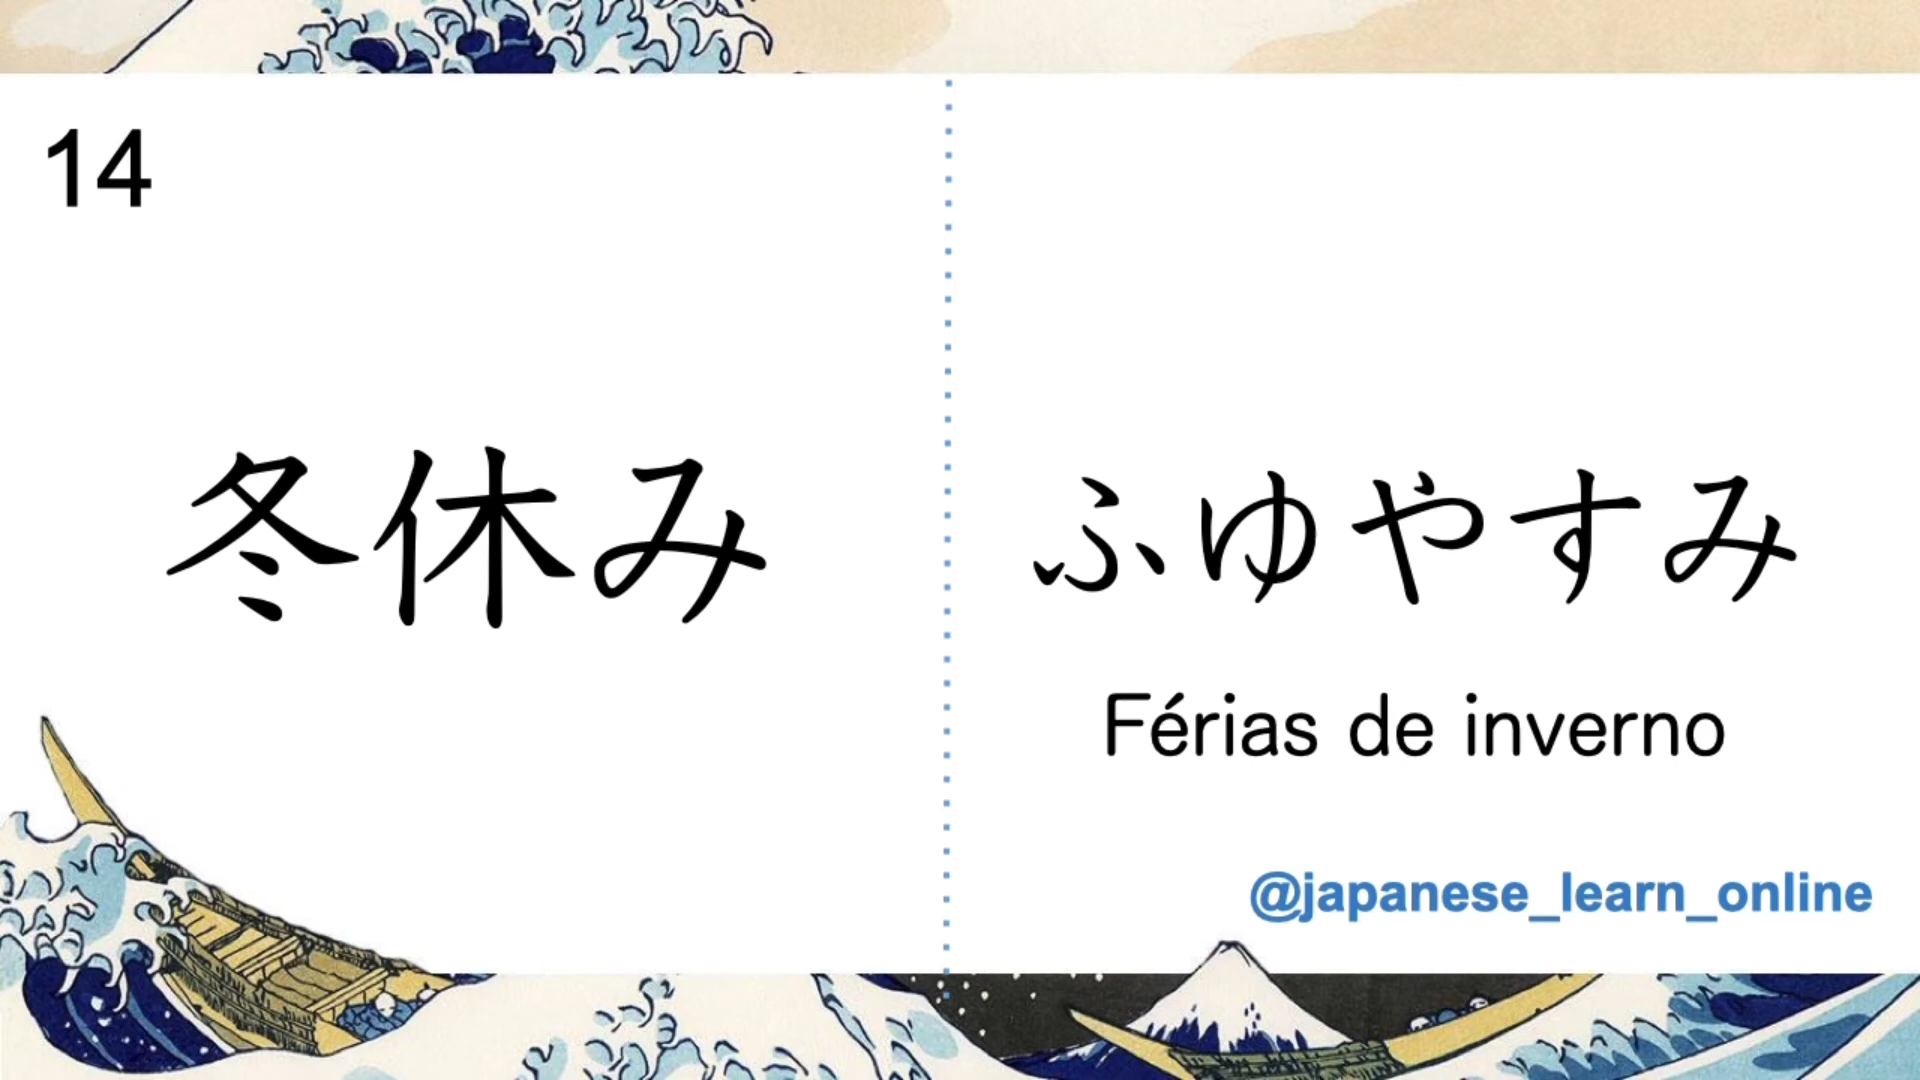 14
冬休み
ふゆやすみ
Férias de inverno
@japanese_learn_online